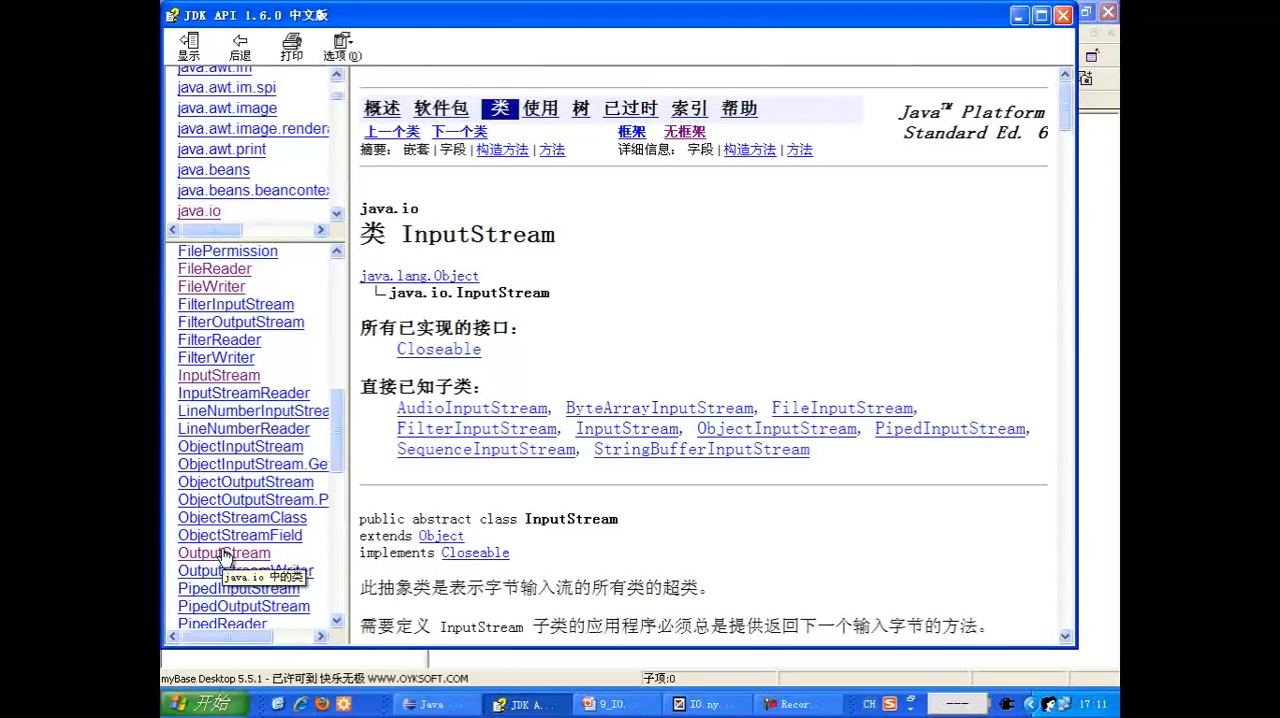 JDK API 1.6.0 中文版
显示 后退 打印 选项(O)
java.awt.im
java.awt.im.spi
java.awt.image
java.awt.image.render
java.awt.print
java.beans
java.beans.beancontex
java.io
FilePermission
FileReader
FileWriter
FilterInputStream
FilterOutputStream
FilterReader
FilterWriter
InputStream
InputStreamReader
LineNumberInputStrea
LineNumberReader
ObjectInputStream
ObjectInputStream.Ge
ObjectOutputStream
ObjectOutputStream.P
ObjectStreamClass
ObjectStreamField
OutputStream
java.io 中的类
PipedInputStream
PipedOutputStream
PipedReader
概述 软件包 类 使用 树 已过时 索引 帮助
Java™ Platform
Standard Ed. 6
上一个类 下一个类 框架 无框架
摘要: 嵌套 | 字段 | 构造方法 | 方法 详细信息: 字段 | 构造方法 | 方法
java.io
类 InputStream
java.lang.Object
java.io.InputStream
所有已实现的接口:
Closeable
直接已知子类:
AudioInputStream, ByteArrayInputStream, FileInputStream,
FilterInputStream, InputStream, ObjectInputStream, PipedInputStream,
SequenceInputStream, StringBufferInputStream
public abstract class InputStream
extends Object
implements Closeable
此抽象类是表示字节输入流的所有类的超类。
需要定义 InputStream 子类的应用程序必须总是提供返回下一个输入字节的方法。
myBase Desktop 5.5.1 - 已许可到 快乐无极 WWW.OYKSOFT.COM 子项:0
开始 Java ... JDK A... 9_IO... IO.ny... Recor... CH 17:11